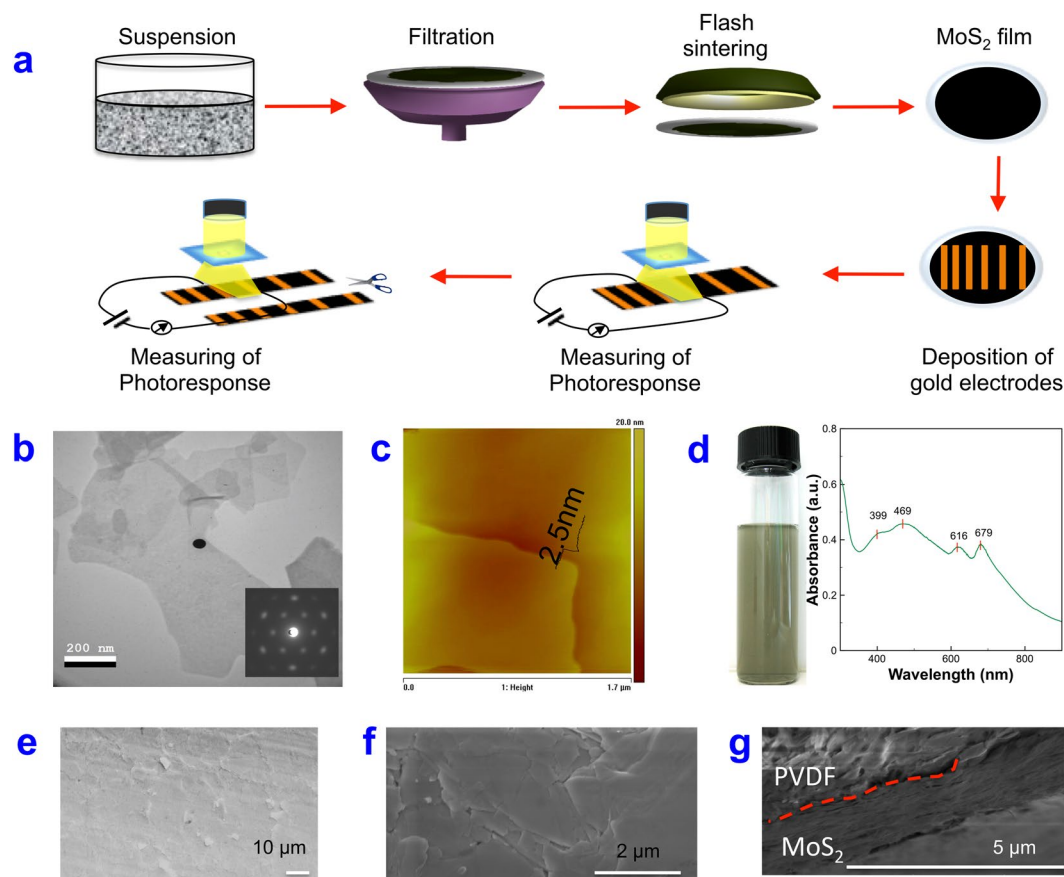 a
Suspension
Filtration
Flash
sintering
MoS₂ film
Measuring of
Photoresponse
Measuring of
Photoresponse
Deposition of
gold electrodes
b
200 nm
c
20.0 nm
2.5nm
0.0
1: Height
1.7 µm
d
Absorbance (a.u.)
0.8
0.6
0.4
0.2
0.0
399
469
616
679
400
600
800
Wavelength (nm)
e
10 µm
f
2 µm
g
PVDF
MoS₂
5 µm